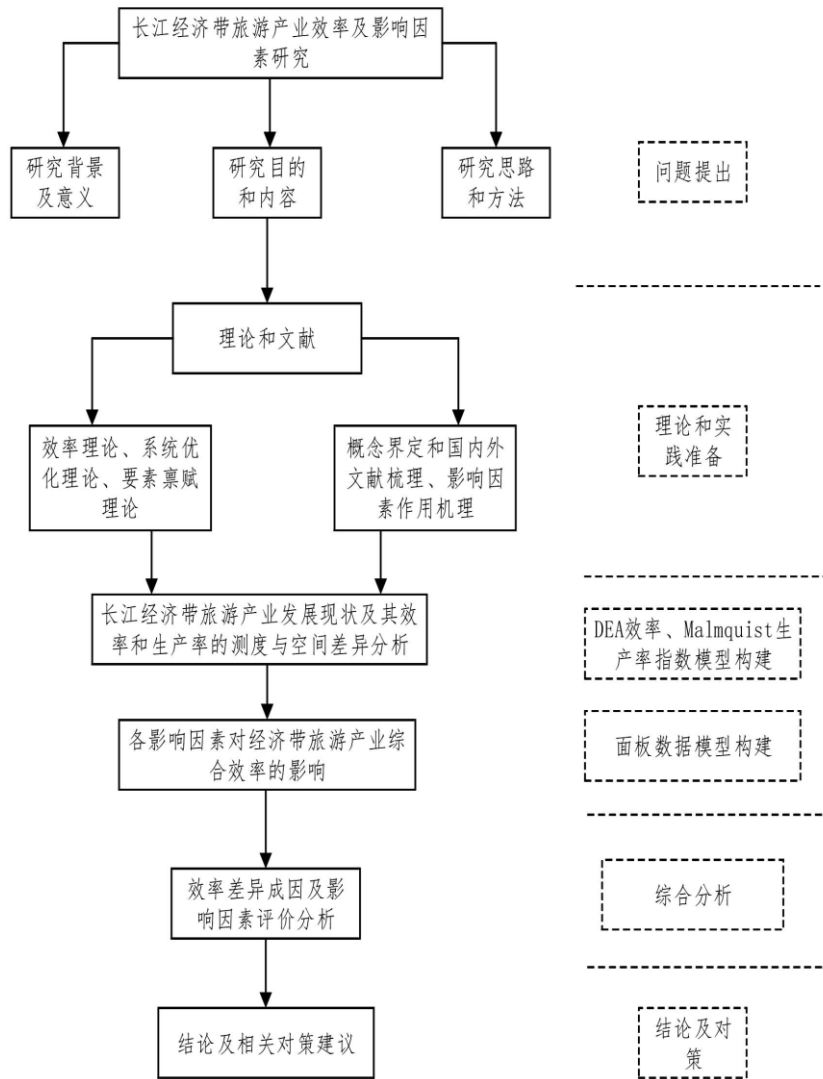 长江经济带旅游产业效率及影响因
素研究
研究背景
及意义
研究目的
和内容
研究思路
和方法
问题提出
理论和文献
效率理论、系统优
化理论、要素禀赋
理论
概念界定和国内外
文献梳理、影响因
素作用机理
理论和实
践准备
长江经济带旅游产业发展现状及其效
率和生产率的测度与空间差异分析
DEA效率、Malmquist生
产率指数模型构建
各影响因素对经济带旅游产业综
合效率的影响
面板数据模型构建
效率差异成因及影
响因素评价分析
综合分析
结论及相关对策建议
结论及对
策